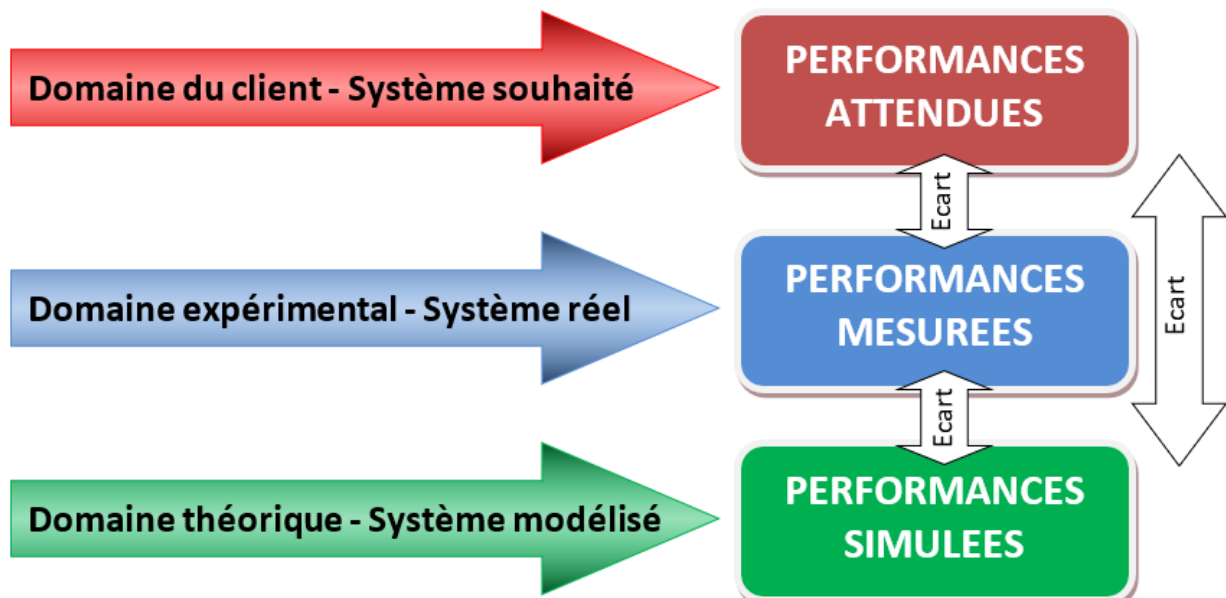 Domaine du client - Système souhaité
PERFORMANCES
ATTENDUES
Ecart
Domaine expérimental - Système réel
PERFORMANCES
MESUREES
Ecart
Ecart
Domaine théorique - Système modélisé
PERFORMANCES
SIMULEES